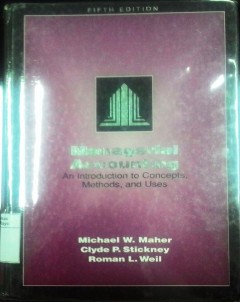 FIFTH EDITION
Managerial
Accounting
An Introduction to Concepts,
Methods, and Uses
Michael W. Maher
Clyde P. Stickney
Roman L. Weil